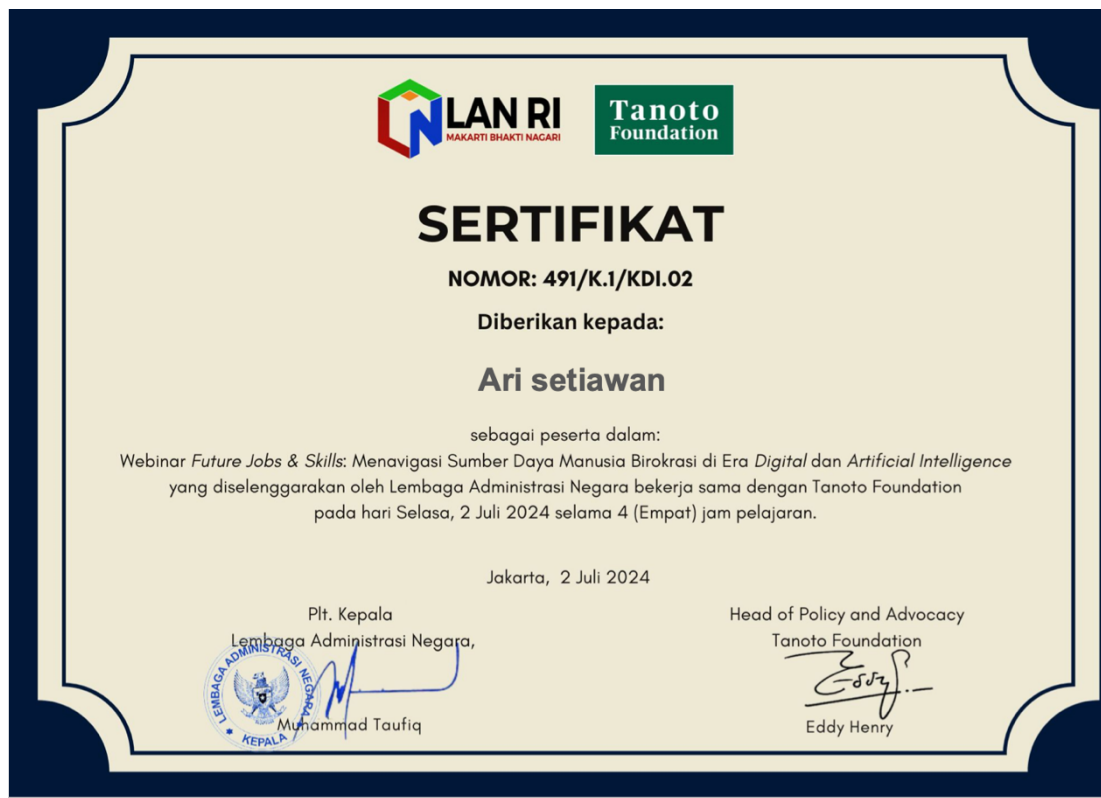 LAN RI
MAKARTI BHAKTI NAGARI
Tanoto
Foundation
SERTIFIKAT
NOMOR: 491/K.1/KDI.02
Diberikan kepada:
Ari setiawan
sebagai peserta dalam:
Webinar Future Jobs & Skills: Menavigasi Sumber Daya Manusia Birokrasi di Era Digital dan Artificial Intelligence
yang diselenggarakan oleh Lembaga Administrasi Negara bekerja sama dengan Tanoto Foundation
pada hari Selasa, 2 Juli 2024 selama 4 (Empat) jam pelajaran.
Jakarta, 2 Juli 2024
Plt. Kepala
Lembaga Administrasi Negara,
LEMBAGA ADMINISTRASI NEGARA
KEPALA
Muhammad Taufiq
Head of Policy and Advocacy
Tanoto Foundation
Eddy
Eddy Henry